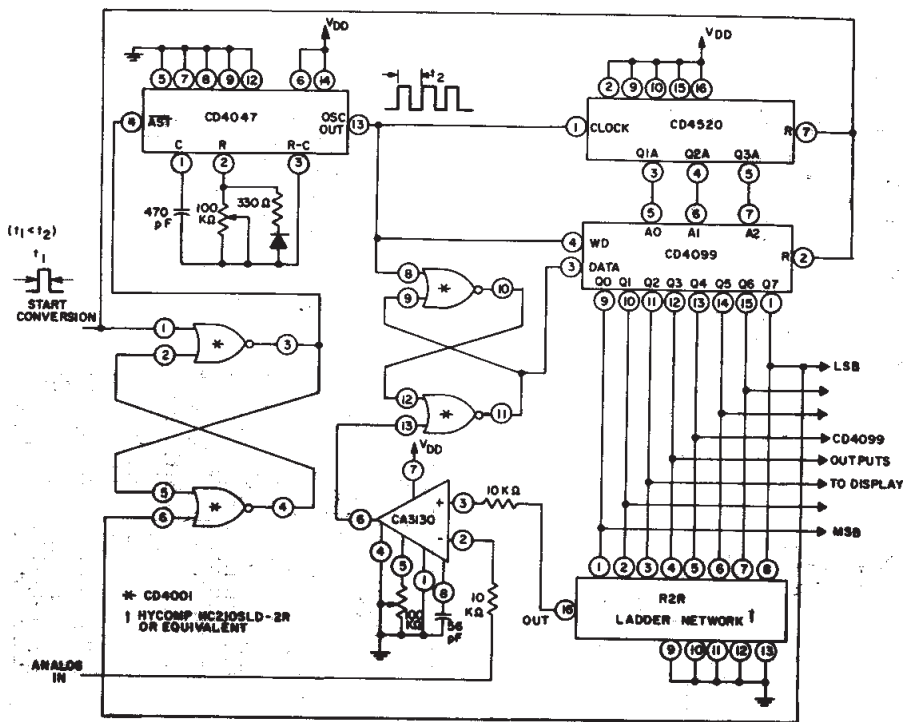 VDD
5 7 8 9 12
6 14
4 AST
CD4047
OSC OUT 13
C R R-C
1 2 3
470 pF
100 KΩ
330Ω
t2
VDD
2 9 10 15 16
1 CLOCK
CD4520
R 7
Q1A Q2A Q3A
3 4 5
5 6 7
A0 A1 A2
4 WD
CD4099
R 2
3 DATA
Q0 Q1 Q2 Q3 Q4 Q5 Q6 Q7
9 10 11 12 13 14 15 1
(t1 < t2)
t1
START CONVERSION
1
2
*
3
5
6
*
4
8
9
*
10
12
13
*
11
LSB
CD4099
OUTPUTS
TO DISPLAY
MSB
VDD
7
6
CA3130
+ 3
10KΩ
- 2
10 KΩ
4 5 1 8
100 KΩ
56 pF
1 2 3 4 5 6 7 8
R2R
LADDER NETWORK †
OUT 16
9 10 11 12 13
* CD4001
† HYCOMP HC210SLD-2R
OR EQUIVALENT
ANALOG IN